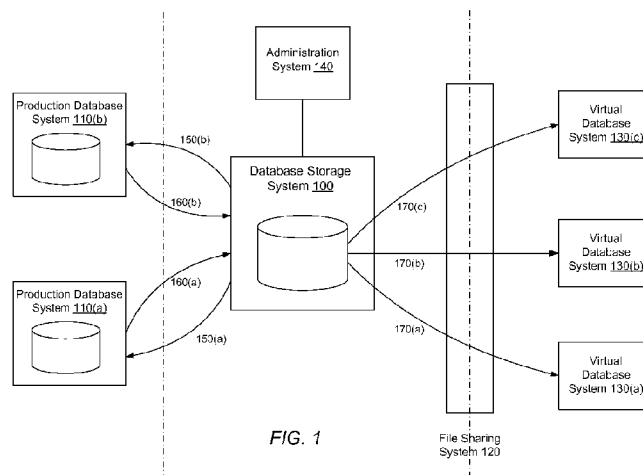 Administration
System 140
Production Database
System 110(b)
150(b)
160(b)
Database Storage
System 100
Virtual
Database
System 130(c)
170(c)
Virtual
Database
System 130(b)
170(b)
Production Database
System 110(a)
160(a)
150(a)
170(a)
Virtual
Database
System 130(a)
FIG. 1
File Sharing
System 120